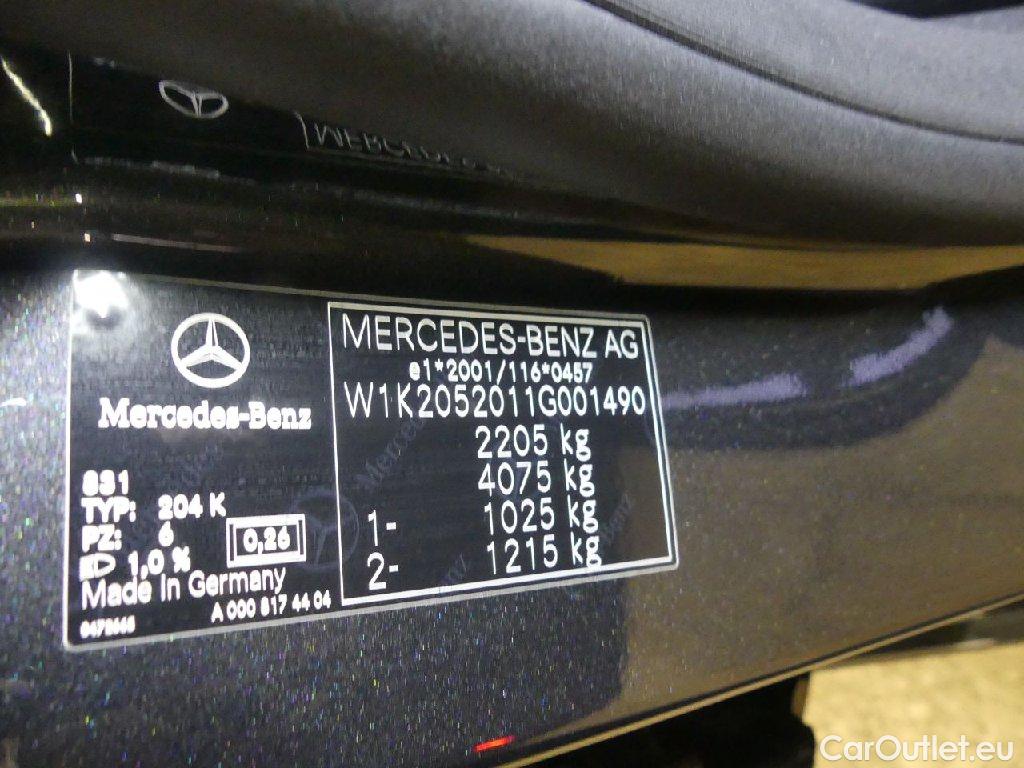 Mercedes-Benz
831
TYP: 204 K
PZ: 6
1,0 %
0,26
Made In Germany
A 000 817 44 04
MERCEDES-BENZ AG
e1*2001/116*0457
W1K2052011G001490
2205 kg
4075 kg
1- 1025 kg
2- 1215 kg
CarOutlet.eu